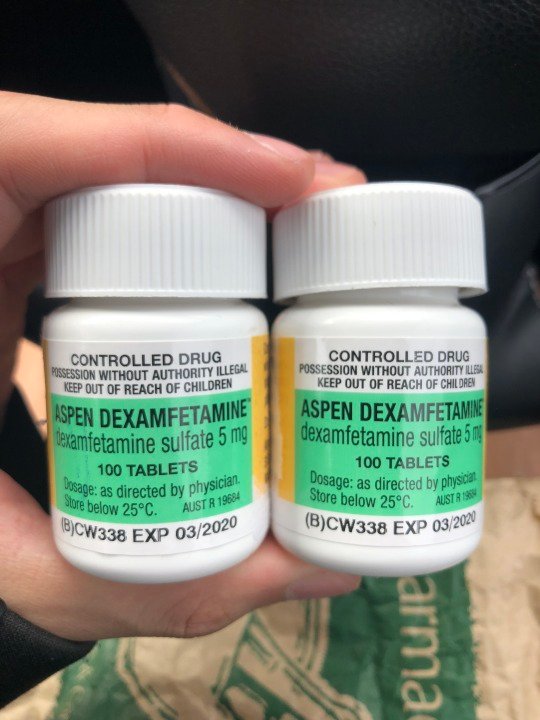 CONTROLLED DRUG
POSSESSION WITHOUT AUTHORITY ILLEGAL
KEEP OUT OF REACH OF CHILDREN
ASPEN DEXAMFETAMINE™
dexamfetamine sulfate 5 mg
100 TABLETS
Dosage: as directed by physician.
Store below 25°C. AUST R 19684
(B)CW338 EXP 03/2020
CONTROLLED DRUG
POSSESSION WITHOUT AUTHORITY ILLEGAL
KEEP OUT OF REACH OF CHILDREN
ASPEN DEXAMFETAMINE
dexamfetamine sulfate 5 mg
100 TABLETS
Dosage: as directed by physician.
Store below 25°C. AUST R 19684
(B)CW338 EXP 03/2020
arma